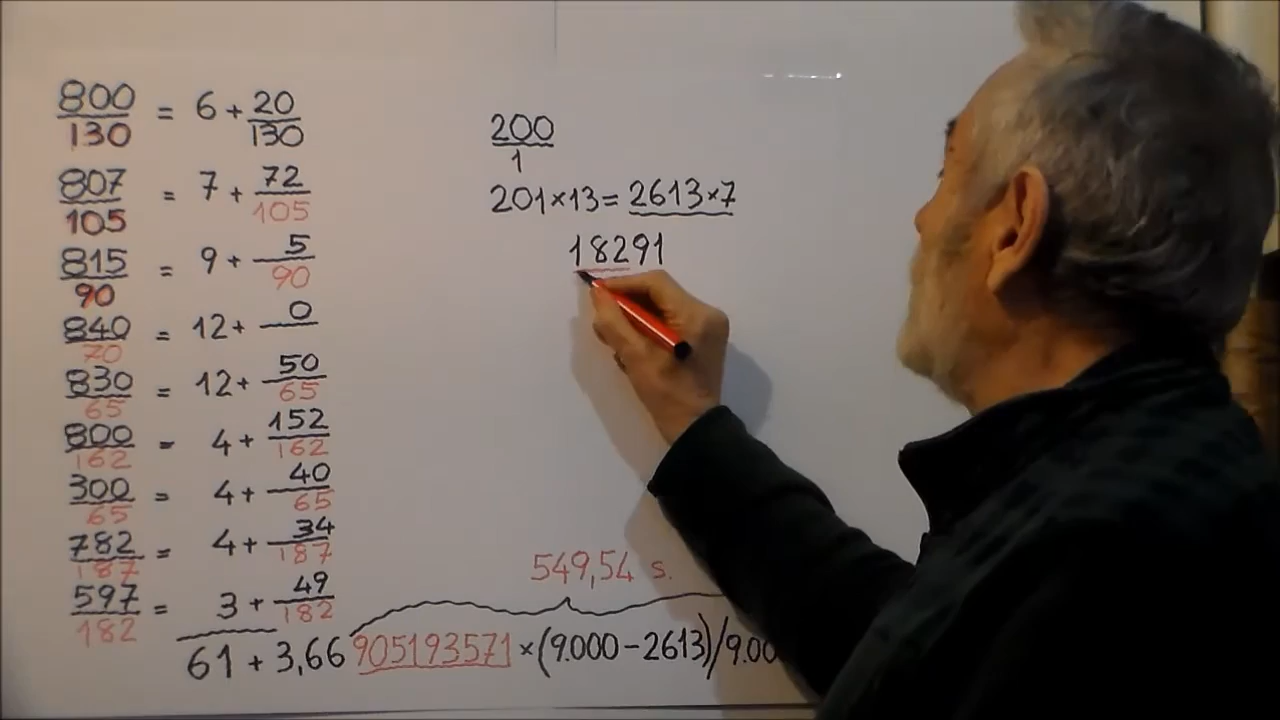 800/130 = 6 + 20/130
807/105 = 7 + 72/105
815/90 = 9 + 5/90
840/70 = 12 + 0/
830/65 = 12 + 50/65
800/162 = 4 + 152/162
300/65 = 4 + 40/65
782/187 = 4 + 34/187
597/182 = 3 + 49/182
61 + 3,66 905193571 × (9.000 − 2613)/9.00
549,54 s.
200
1
201×13 = 2613×7
18291